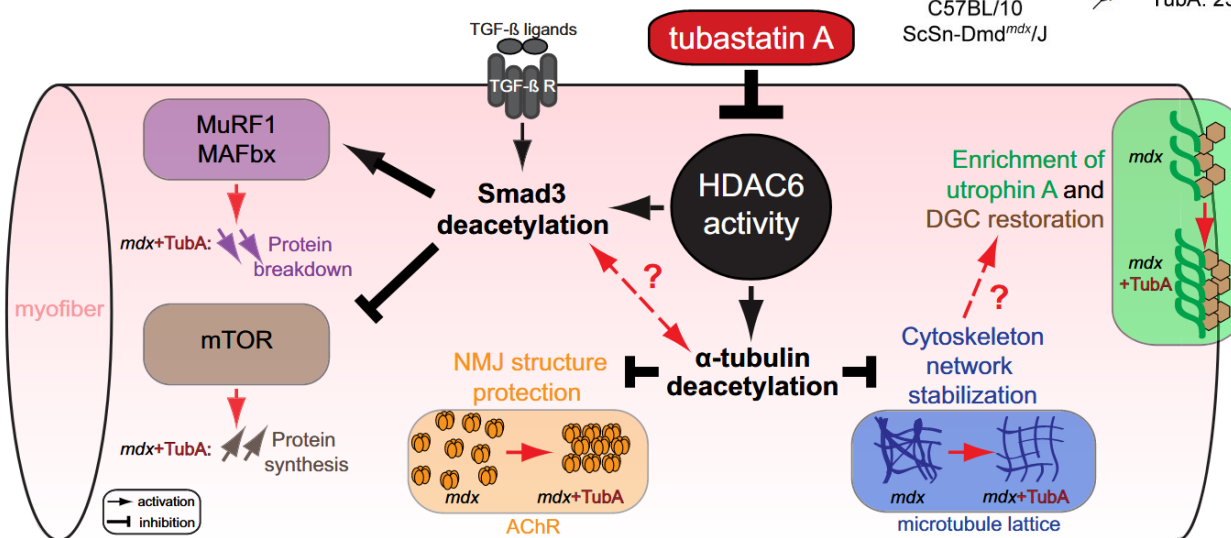 C57BL/10
ScSn-Dmdmdx/J
TubA: 25
TGF-ß ligands
TGF-ß R
tubastatin A
MuRF1
MAFbx
mdx+TubA:
Protein
breakdown
Smad3
deacetylation
HDAC6
activity
Enrichment of
utrophin A and
DGC restoration
mdx
mdx
+TubA
myofiber
mTOR
mdx+TubA:
Protein
synthesis
?
?
NMJ structure
protection
α-tubulin
deacetylation
Cytoskeleton
network
stabilization
mdx
mdx+TubA
AChR
mdx
mdx+TubA
microtubule lattice
activation
inhibition